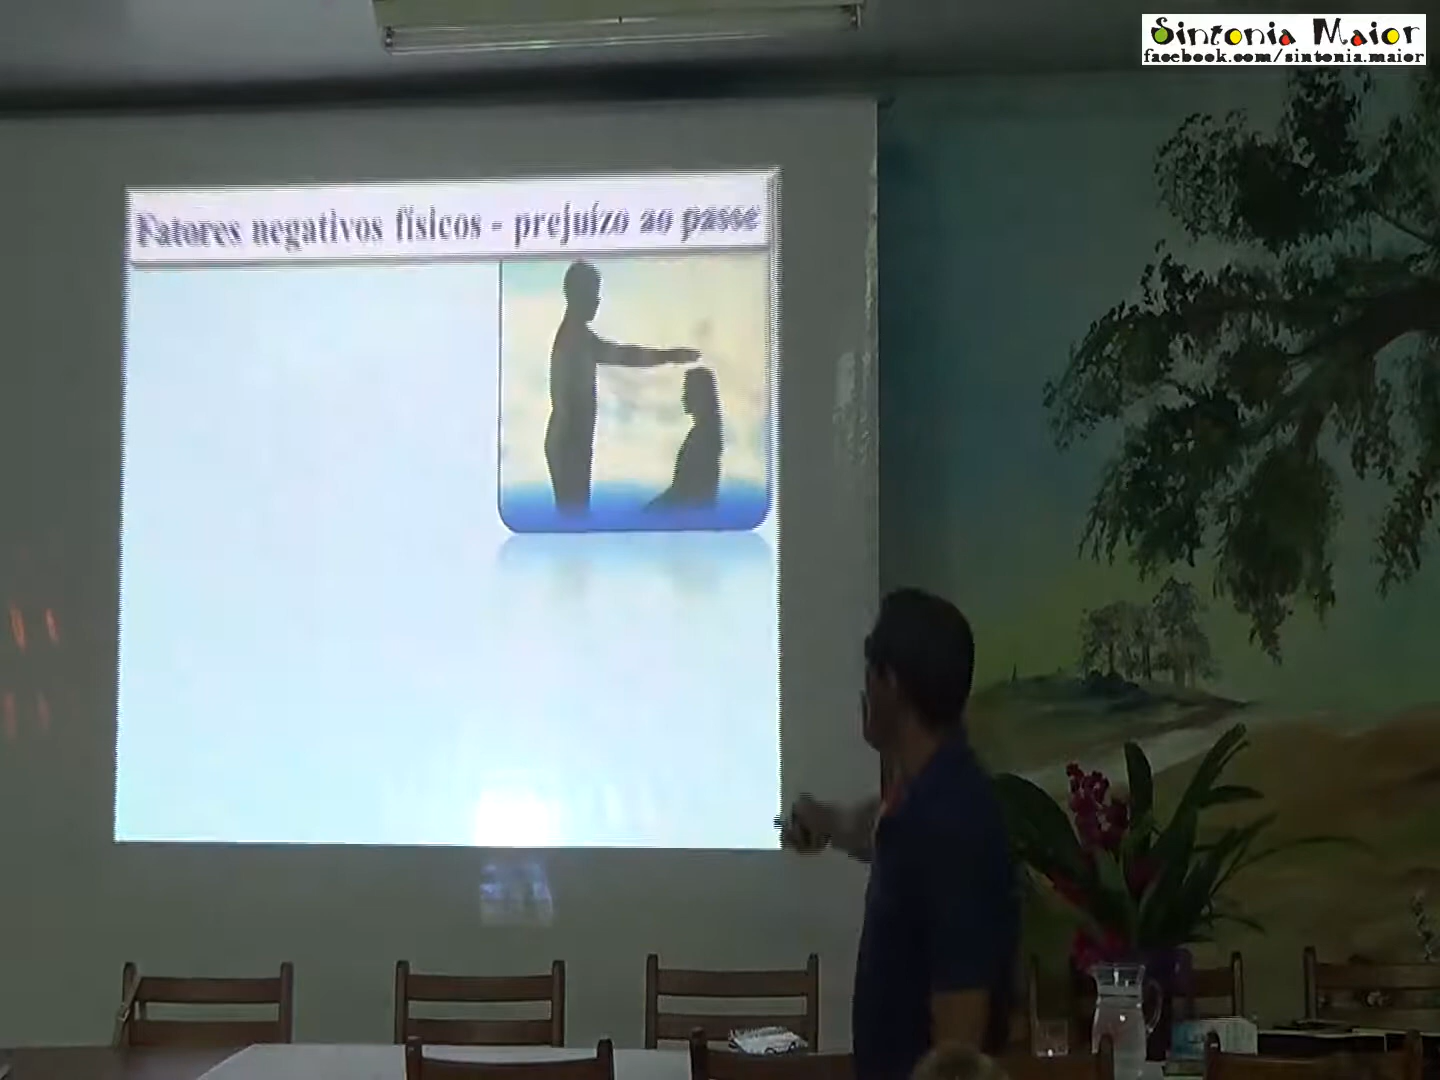 Sintonia Maior
facebook.com/sintonia.maior
Fatores negativos físicos - prejuízo ao passe